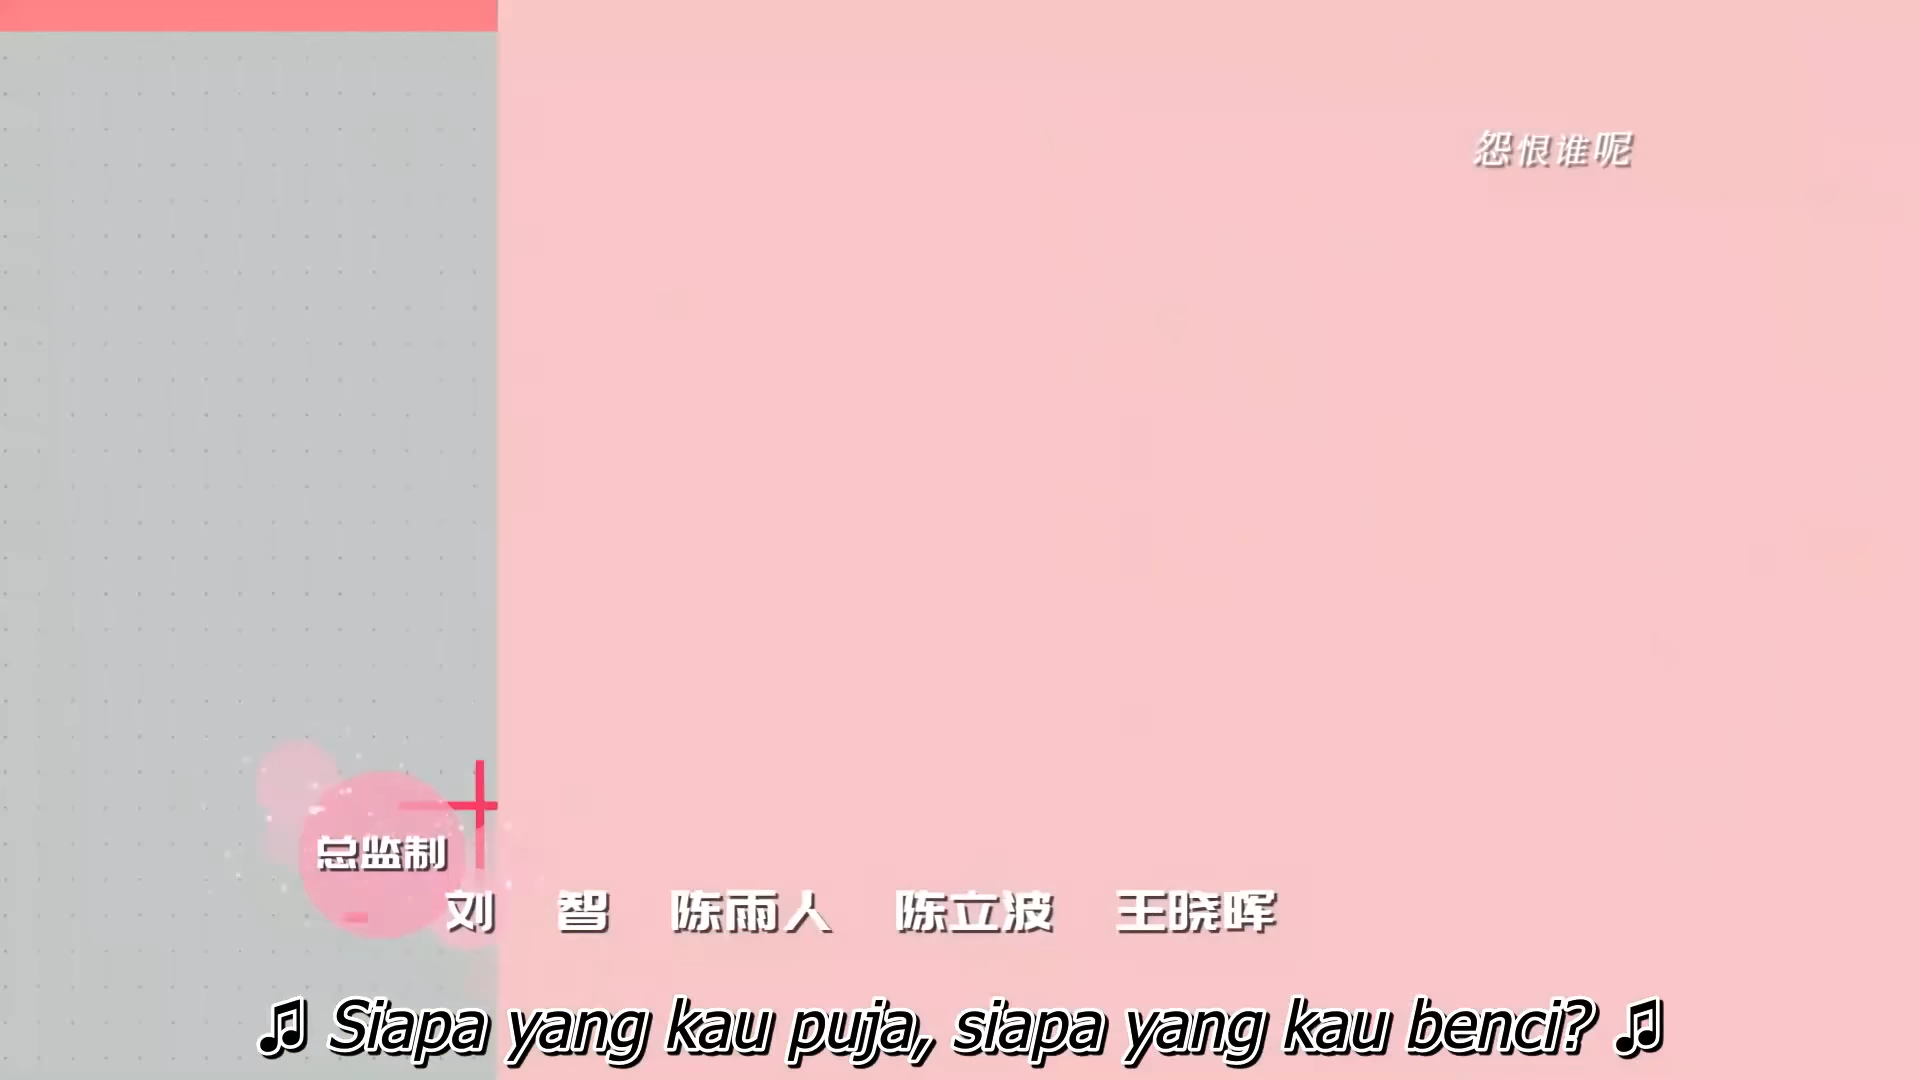 怨恨谁呢
总监制
刘 智 陈雨人 陈立波 王晓晖
♫ Siapa yang kau puja, siapa yang kau benci? ♫